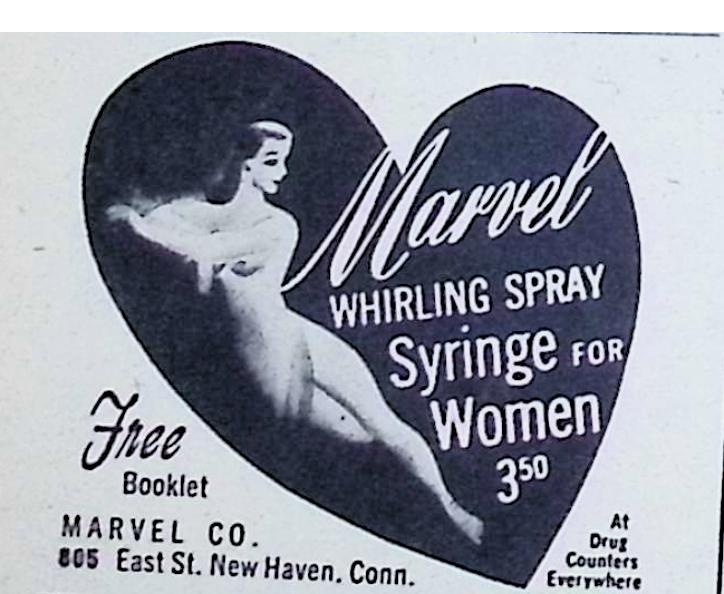 Marvel
WHIRLING SPRAY
Syringe FOR
Women
3⁵⁰
Free
Booklet
MARVEL CO.
805 East St. New Haven. Conn.
At
Drug
Counters
Everywhere